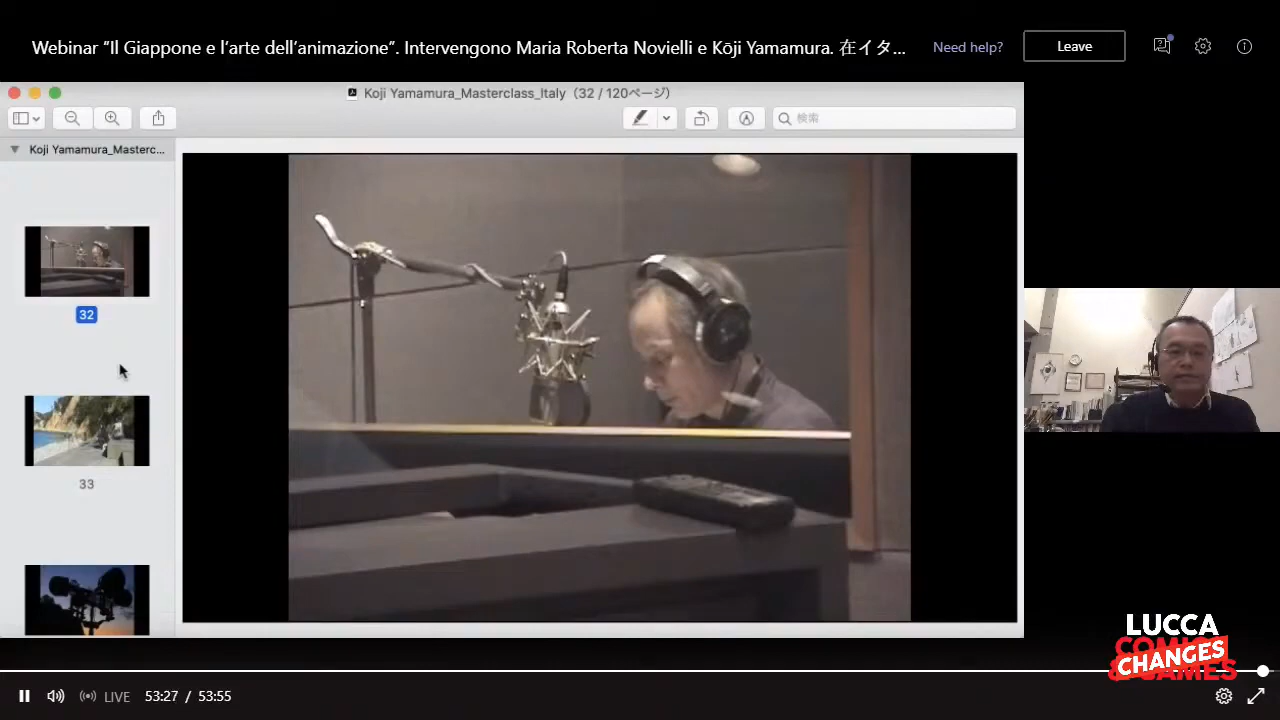 Webinar ”Il Giappone e l’arte dell’animazione”. Intervengono Maria Roberta Novielli e Kōji Yamamura. 在イタ...
Need help?
Leave
Koji Yamamura_Masterclass_Italy（32 / 120ページ）
検索
Koji Yamamura_Masterc...
32
33
LUCCA
COMICS
CHANGES
& GAMES
LIVE
53:27 / 53:55